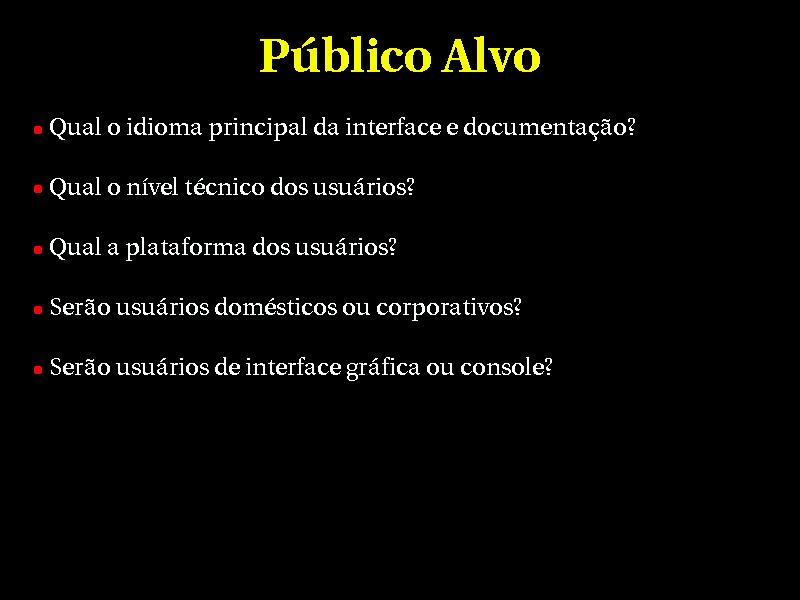 Público Alvo
Qual o idioma principal da interface e documentação?
Qual o nível técnico dos usuários?
Qual a plataforma dos usuários?
Serão usuários domésticos ou corporativos?
Serão usuários de interface gráfica ou console?